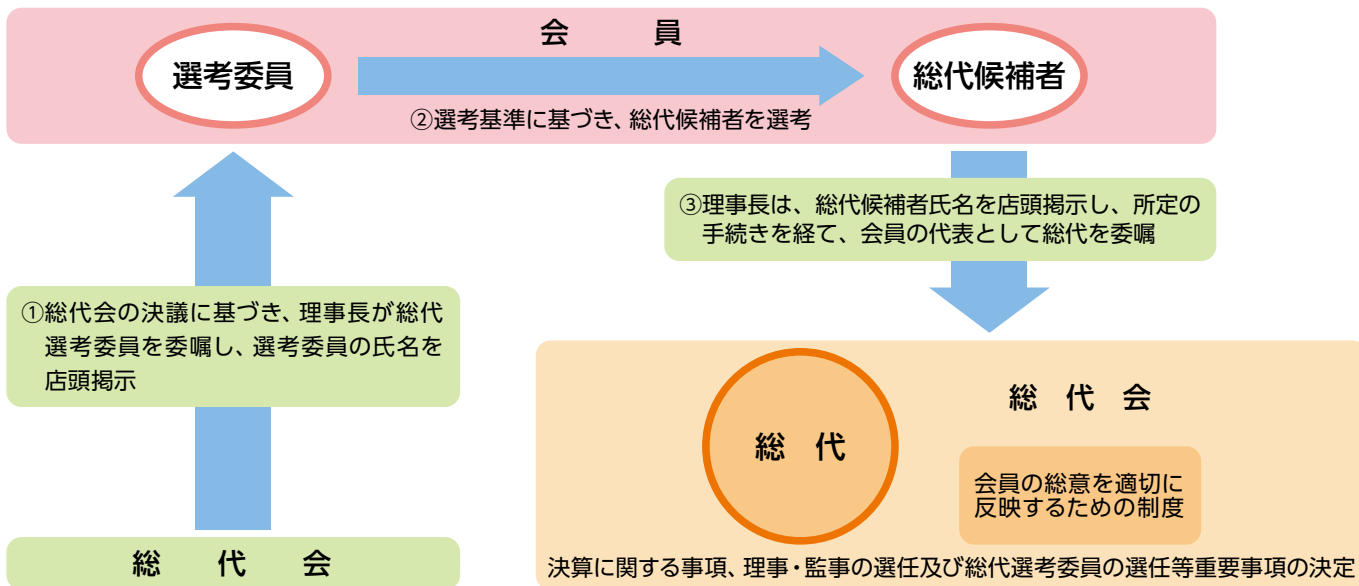 会　員
選考委員
総代候補者
②選考基準に基づき、総代候補者を選考
③理事長は、総代候補者氏名を店頭掲示し、所定の
手続きを経て、会員の代表として総代を委嘱
①総代会の決議に基づき、理事長が総代
選考委員を委嘱し、選考委員の氏名を
店頭掲示
総　代　会
総　代
総　代　会
会員の総意を適切に
反映するための制度
決算に関する事項、理事・監事の選任及び総代選考委員の選任等重要事項の決定